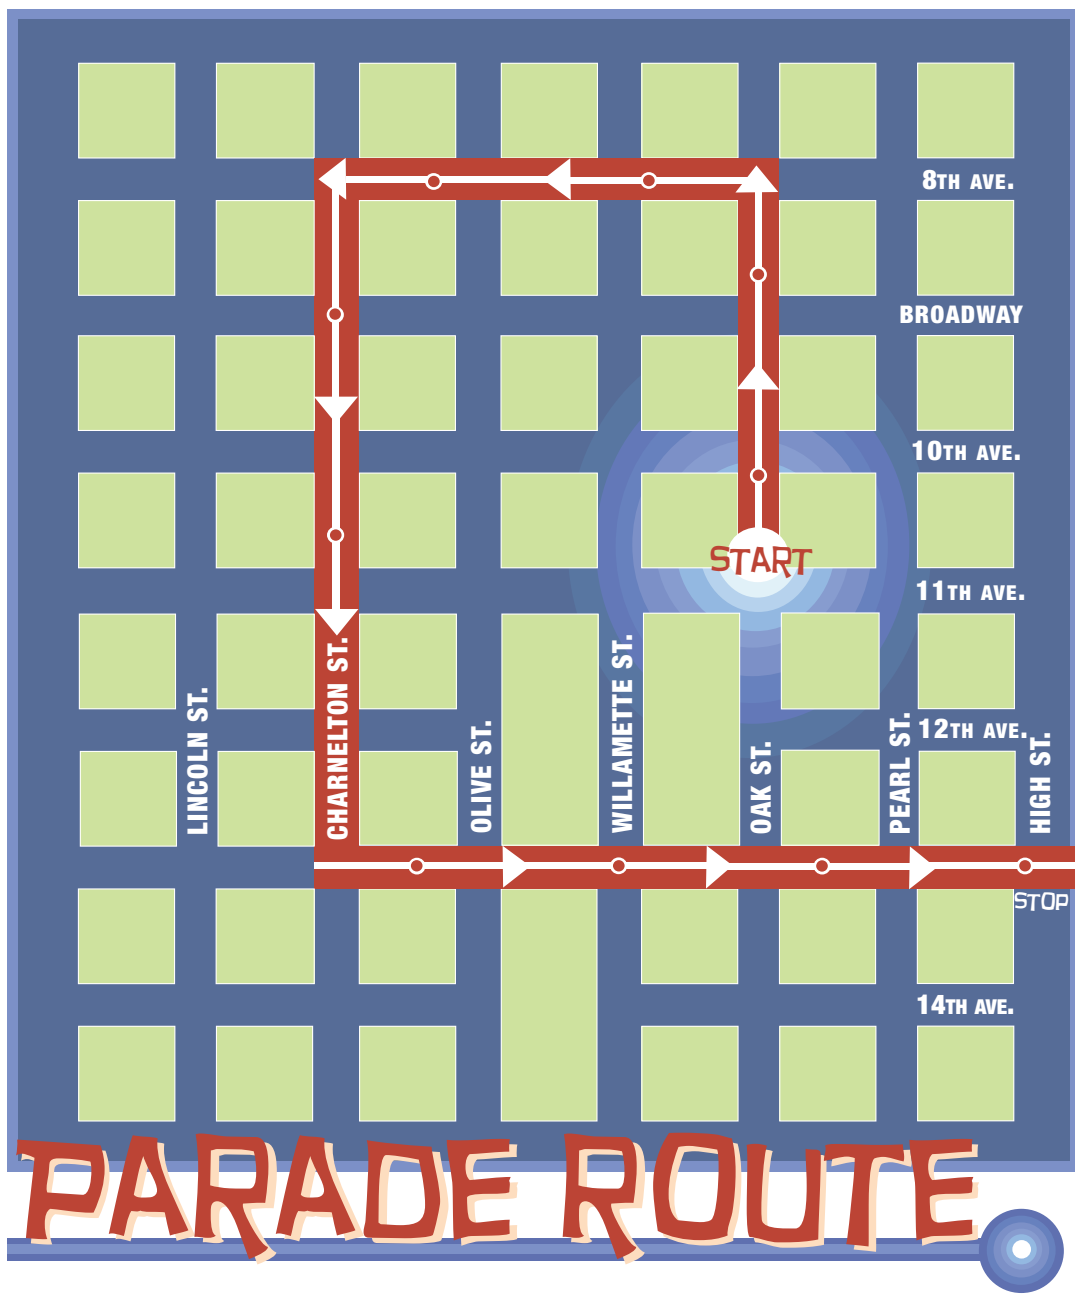 8TH AVE.
BROADWAY
10TH AVE.
START
11TH AVE.
LINCOLN ST.
CHARNELTON ST.
OLIVE ST.
WILLAMETTE ST.
OAK ST.
PEARL ST.
12TH AVE.
HIGH ST.
STOP
14TH AVE.
PARADE ROUTE